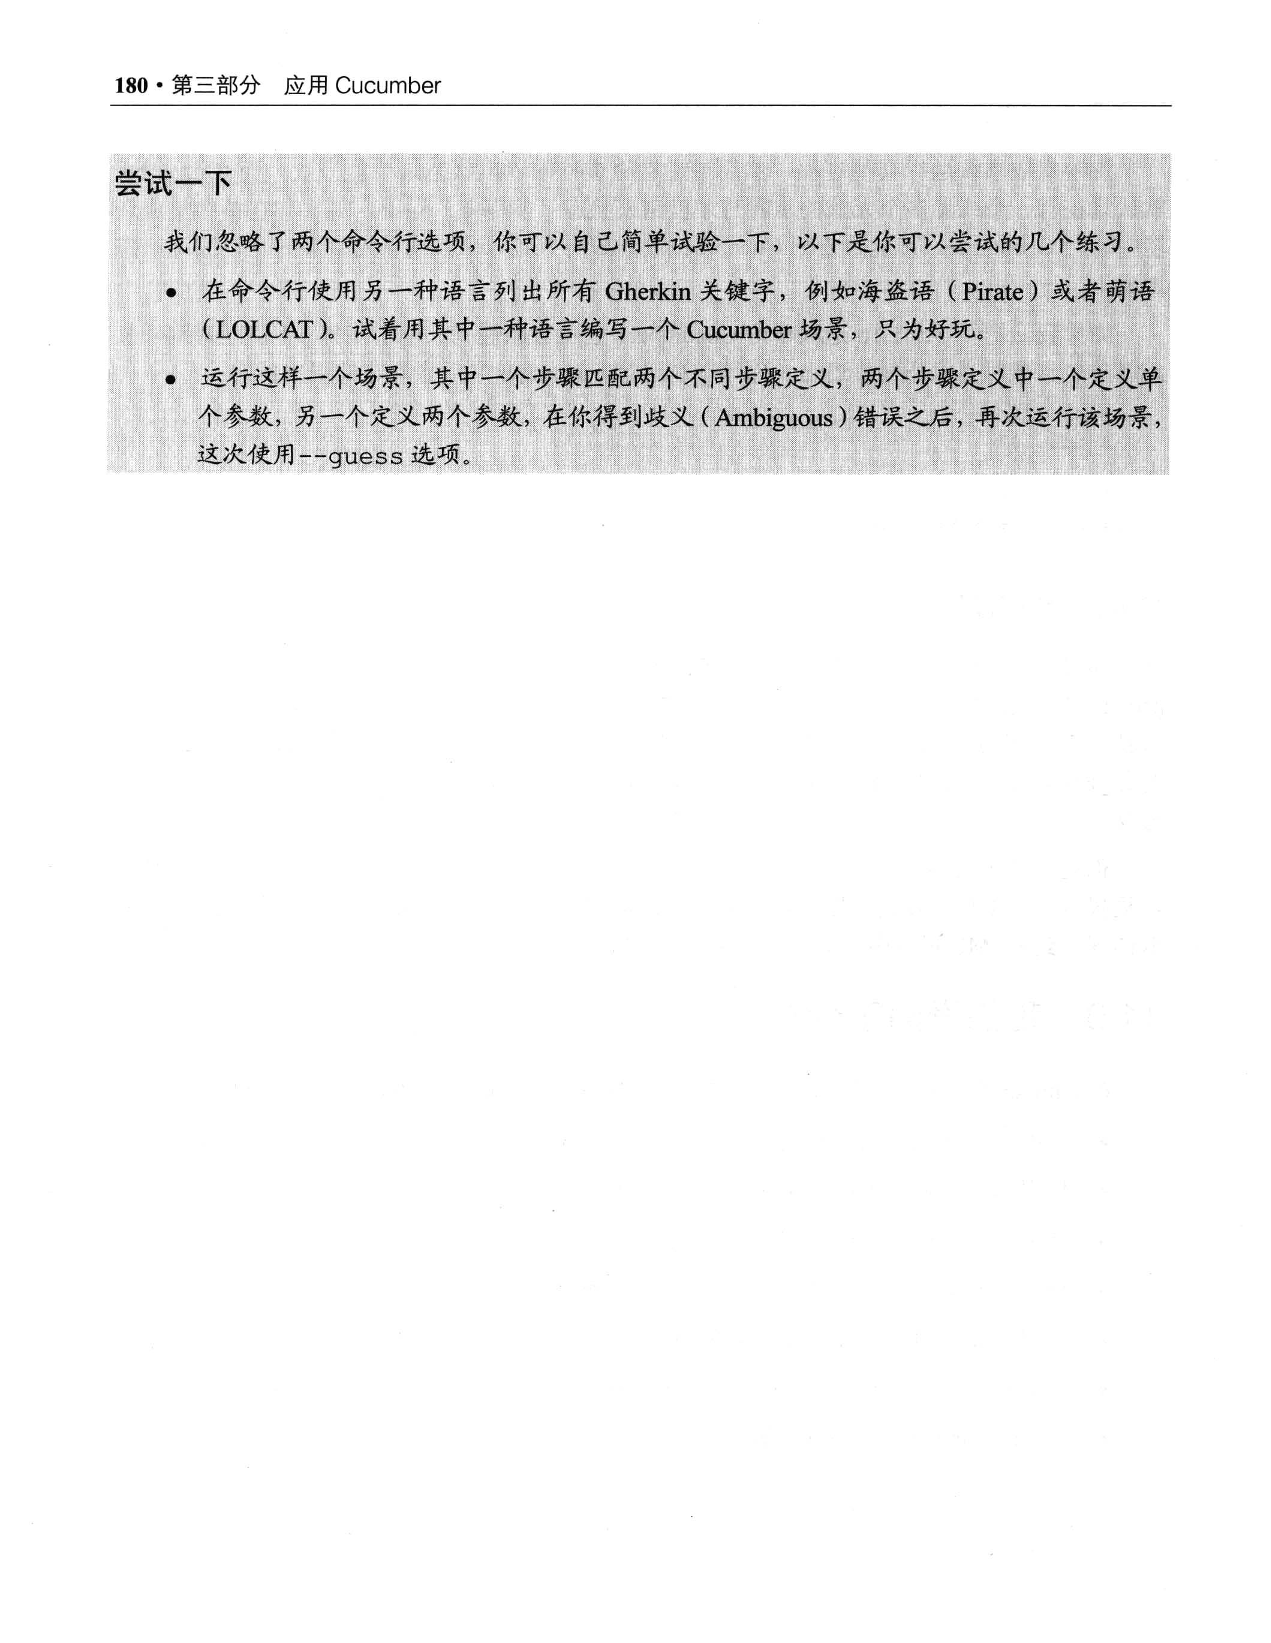 180 · 第三部分 应用 Cucumber
尝试一下
我们忽略了两个命令行选项，你可以自己简单试验一下，以下是你可以尝试的几个练习。
● 在命令行使用另一种语言列出所有 Gherkin 关键字，例如海盗语（Pirate）或者萌语
（LOLCAT）。试着用其中一种语言编写一个 Cucumber 场景，只为好玩。
● 运行这样一个场景，其中一个步骤匹配两个不同步骤定义，两个步骤定义中一个定义单
个参数，另一个定义两个参数，在你得到歧义（Ambiguous）错误之后，再次运行该场景，
这次使用--guess 选项。